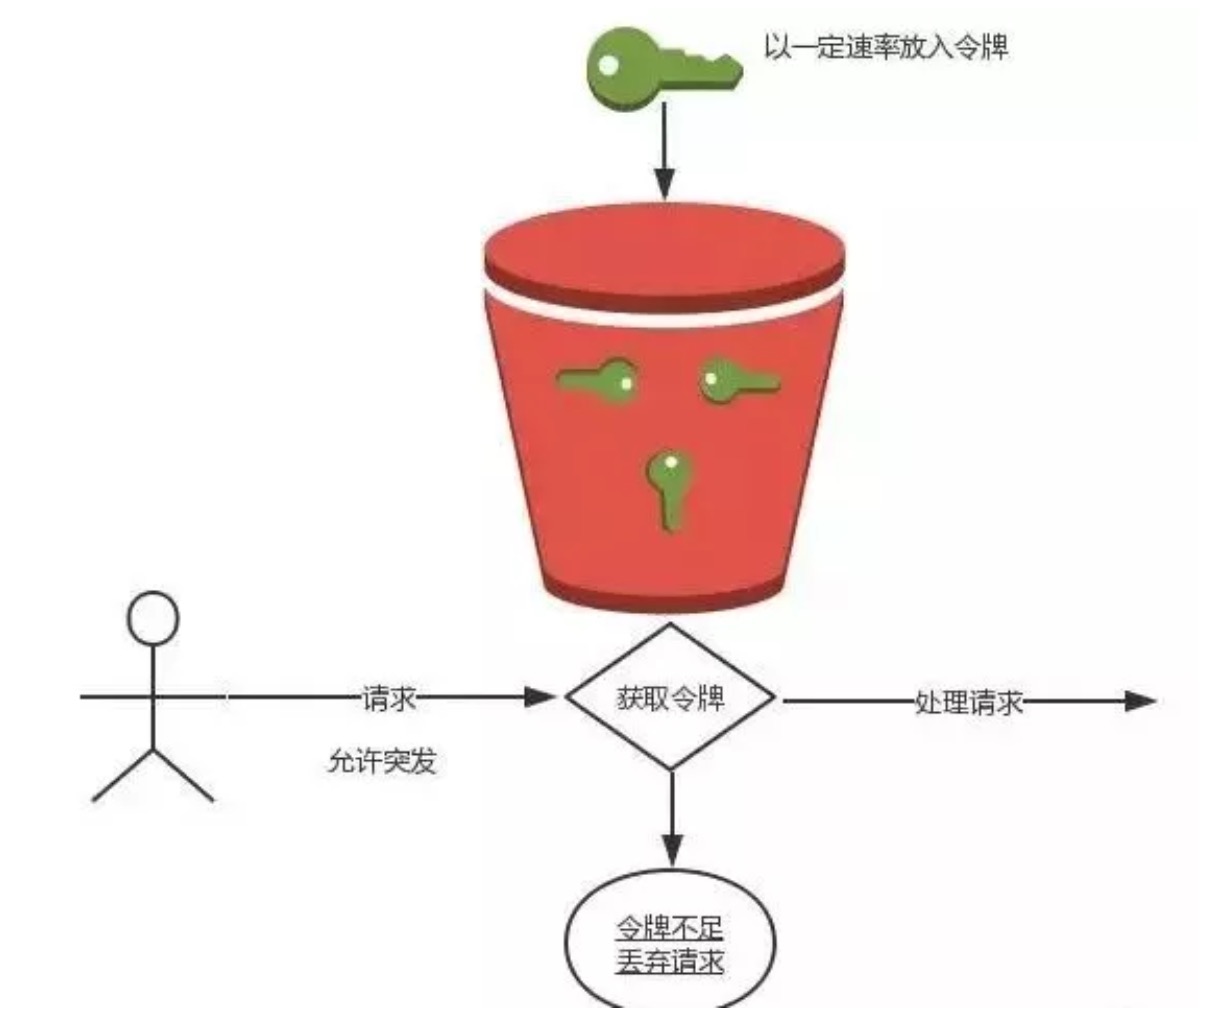 以一定速率放入令牌
请求
获取令牌
处理请求
允许突发
令牌不足
丢弃请求